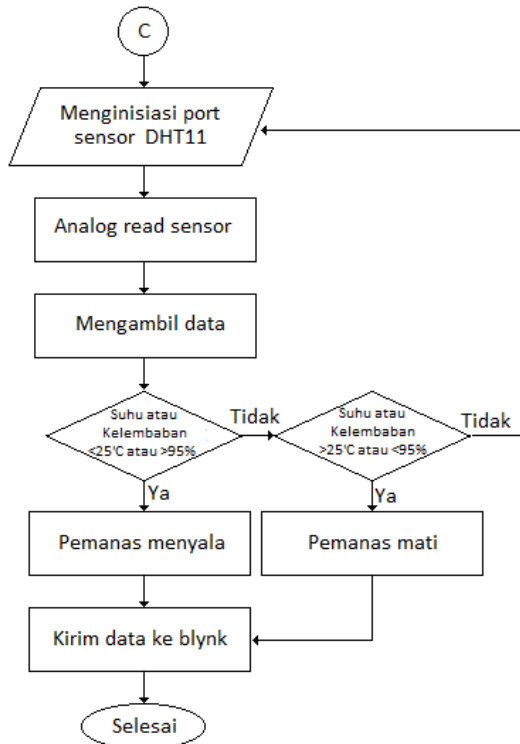 C
Menginisiasi port
sensor DHT11
Analog read sensor
Mengambil data
Suhu atau
Kelembaban
<25'C atau >95%
Tidak
Suhu atau
Kelembaban
>25'C atau <95%
Tidak
Ya
Ya
Pemanas menyala
Pemanas mati
Kirim data ke blynk
Selesai